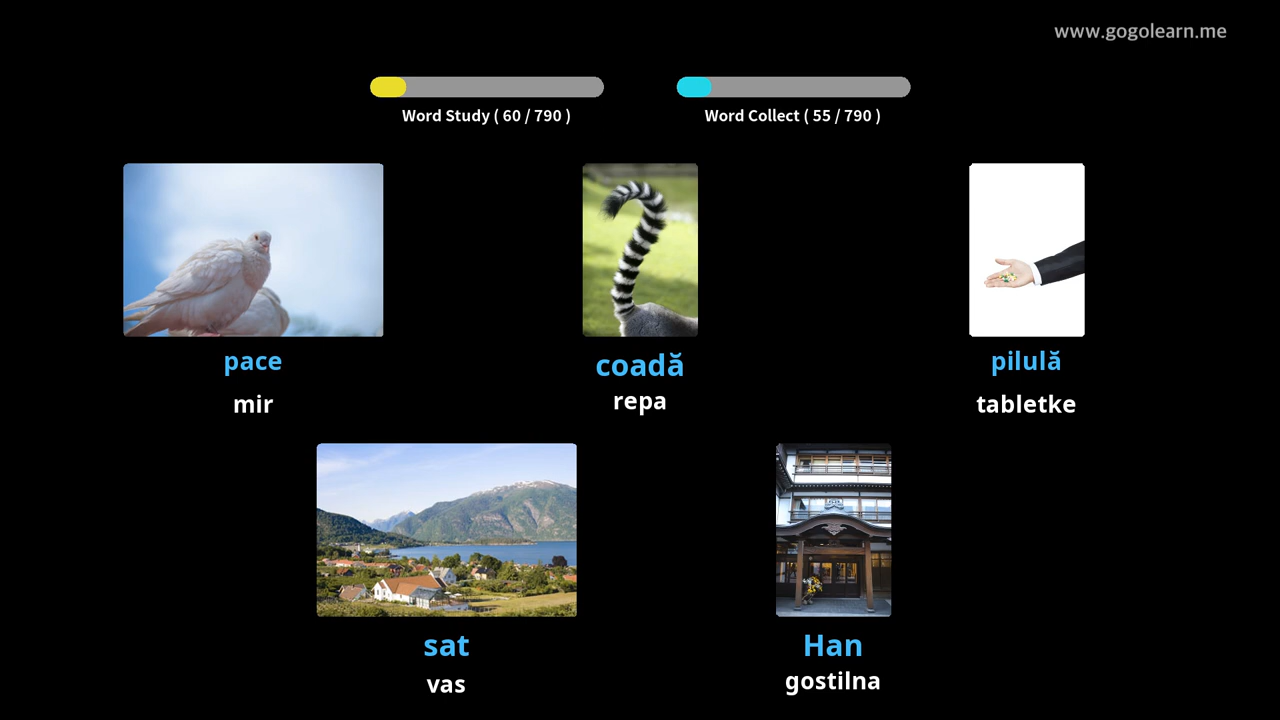 www.gogolearn.me
Word Study ( 60 / 790 )
Word Collect ( 55 / 790 )
pace
mir
coadă
repa
pilulă
tabletke
sat
vas
Han
gostilna